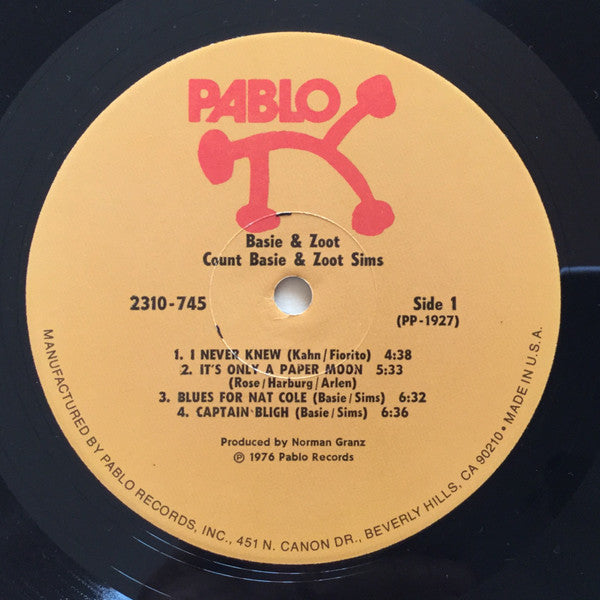 PABLO
Basie & Zoot
Count Basie & Zoot Sims
2310-745
Side 1
(PP-1927)
1. I NEVER KNEW (Kahn/Fiorito) 4:38
2. IT'S ONLY A PAPER MOON 5:33
(Rose/Harburg/Arlen)
3. BLUES FOR NAT COLE (Basie/Sims) 6:32
4. CAPTAIN BLIGH (Basie/Sims) 6:36
Produced by Norman Granz
℗ 1976 Pablo Records
MANUFACTURED BY PABLO RECORDS, INC., 451 N. CANON DR., BEVERLY HILLS, CA 90210 • MADE IN U.S.A.